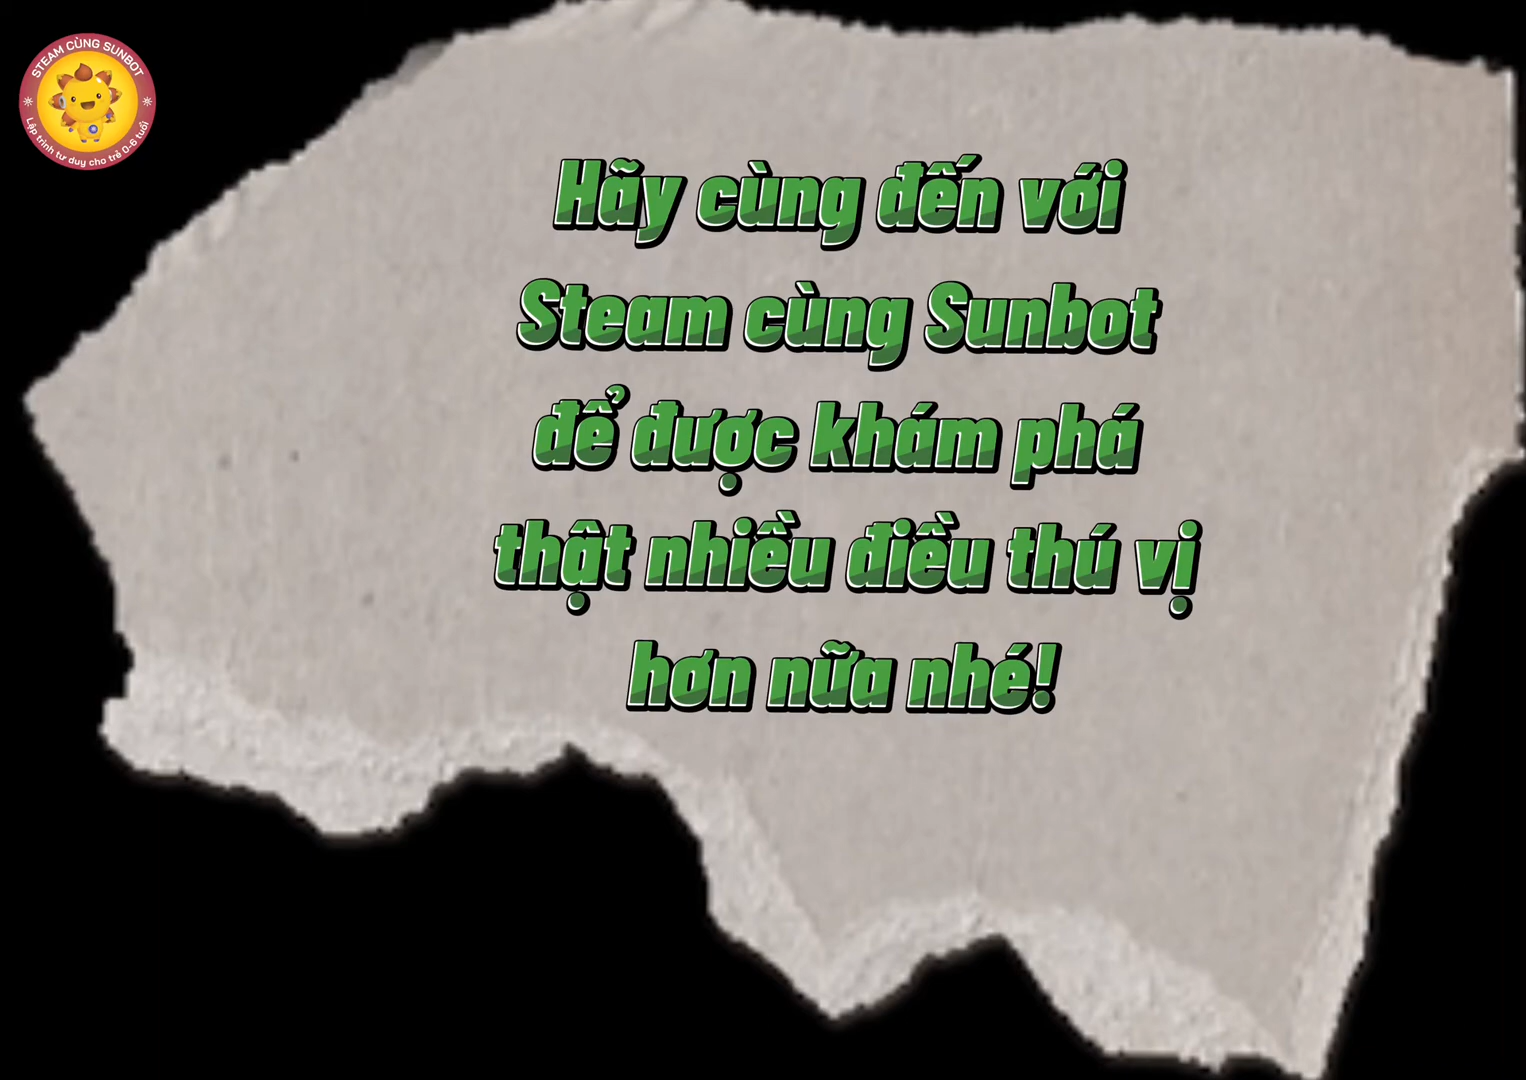 STEAM CÙNG SUNBOT
Lập trình tư duy cho trẻ 0-6 tuổi
Hãy cùng đến với
Steam cùng Sunbot
để được khám phá
thật nhiều điều thú vị
hơn nữa nhé!